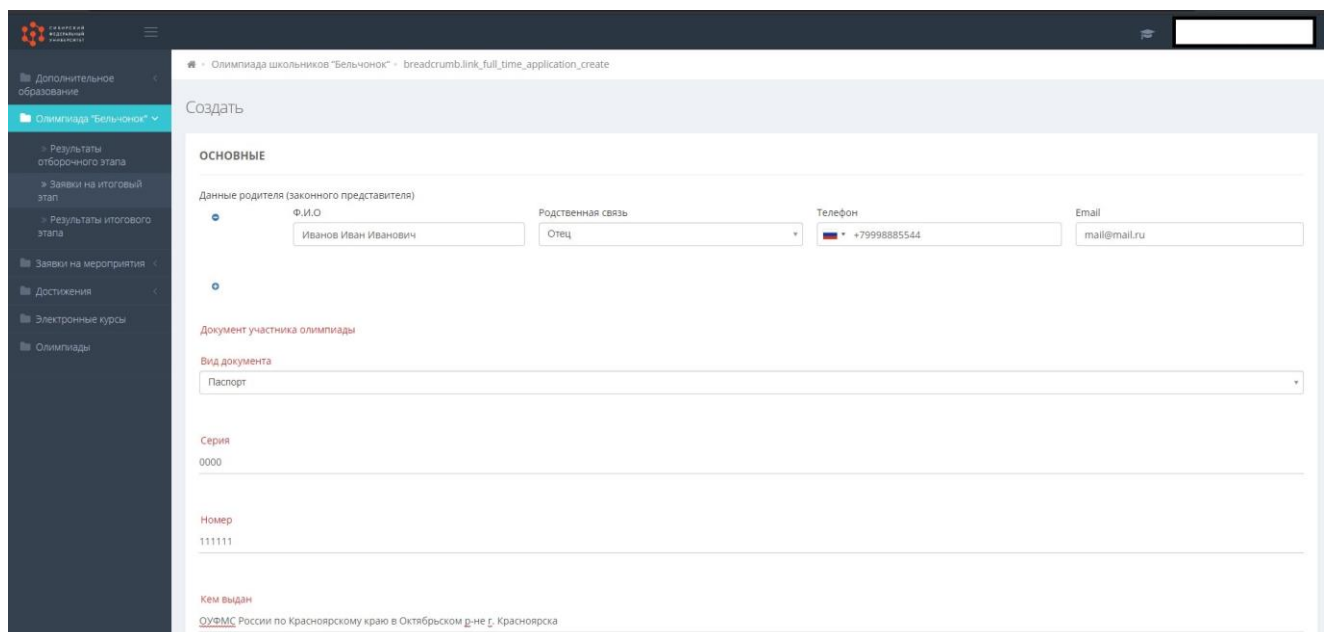 СИБИРСКИЙ
ФЕДЕРАЛЬНЫЙ
УНИВЕРСИТЕТ
Олимпиада школьников "Бельчонок" - breadcrumb.link_full_time_application_create
Дополнительное
образование
Олимпиада "Бельчонок"
» Результаты
отборочного этапа
» Заявки на итоговый
этап
» Результаты итогового
этапа
Заявки на мероприятия
Достижения
Электронные курсы
Олимпиады
Создать
ОСНОВНЫЕ
Данные родителя (законного представителя)
Ф.И.О Родственная связь Телефон Email
Иванов Иван Иванович Отец +79998885544 mail@mail.ru
Документ участника олимпиады
Вид документа
Паспорт
Серия
0000
Номер
111111
Кем выдан
ОУФМС России по Красноярскому краю в Октябрьском р-не г. Красноярска